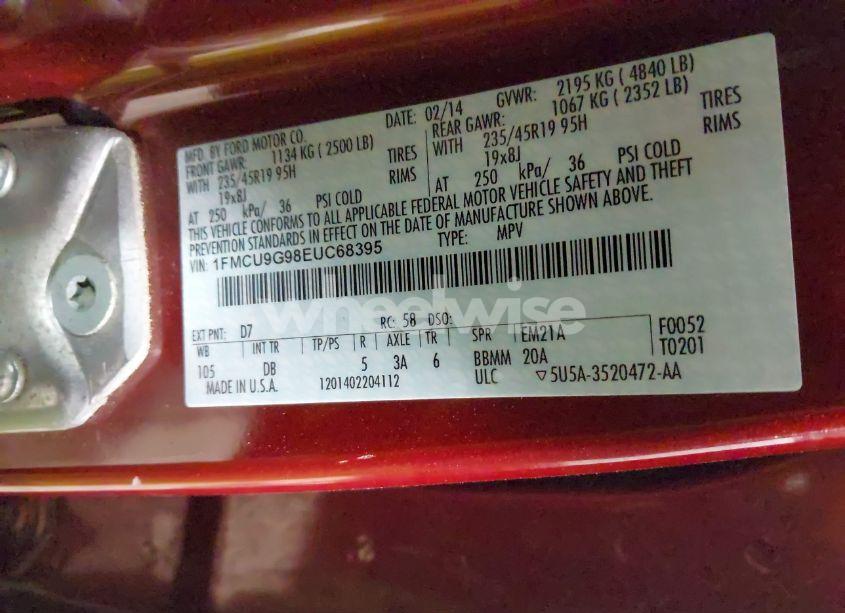 MFD. BY FORD MOTOR CO.
DATE: 02/14 GVWR: 2195 KG ( 4840 LB)
FRONT GAWR: 1134 KG ( 2500 LB)
REAR GAWR: 1067 KG ( 2352 LB)
WITH 235/45R19 95H TIRES
WITH 235/45R19 95H TIRES
19x8J RIMS
19x8J RIMS
AT 250 kPa/ 36 PSI COLD
AT 250 kPa/ 36 PSI COLD
THIS VEHICLE CONFORMS TO ALL APPLICABLE FEDERAL MOTOR VEHICLE SAFETY AND THEFT
PREVENTION STANDARDS IN EFFECT ON THE DATE OF MANUFACTURE SHOWN ABOVE.
VIN: 1FMCU9G98EUC68395 TYPE: MPV
wheelwise
EXT PNT: D7 RC: 58 DSO:
WB INT TR TP/PS R AXLE TR SPR EM21A F0052
105 DB 5 3A 6 BBMM 20A T0201
MADE IN U.S.A. 1201402204112 ULC ▽5U5A-3520472-AA